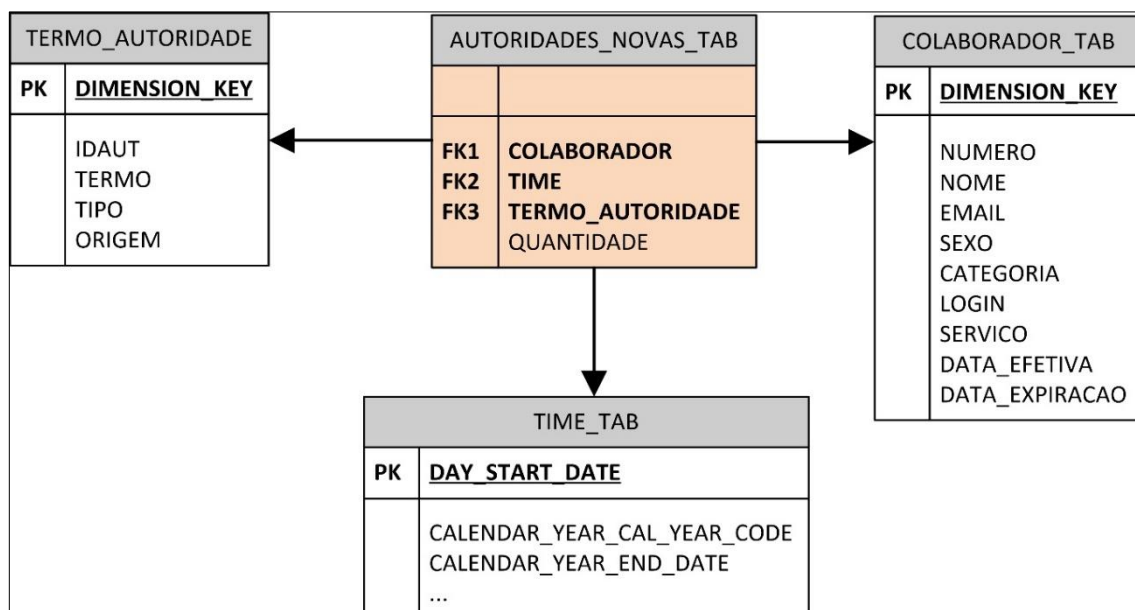 TERMO_AUTORIDADE
PK DIMENSION_KEY
IDAUT
TERMO
TIPO
ORIGEM
AUTORIDADES_NOVAS_TAB
FK1 COLABORADOR
FK2 TIME
FK3 TERMO_AUTORIDADE
QUANTIDADE
COLABORADOR_TAB
PK DIMENSION_KEY
NUMERO
NOME
EMAIL
SEXO
CATEGORIA
LOGIN
SERVICO
DATA_EFETIVA
DATA_EXPIRACAO
TIME_TAB
PK DAY_START_DATE
CALENDAR_YEAR_CAL_YEAR_CODE
CALENDAR_YEAR_END_DATE
...